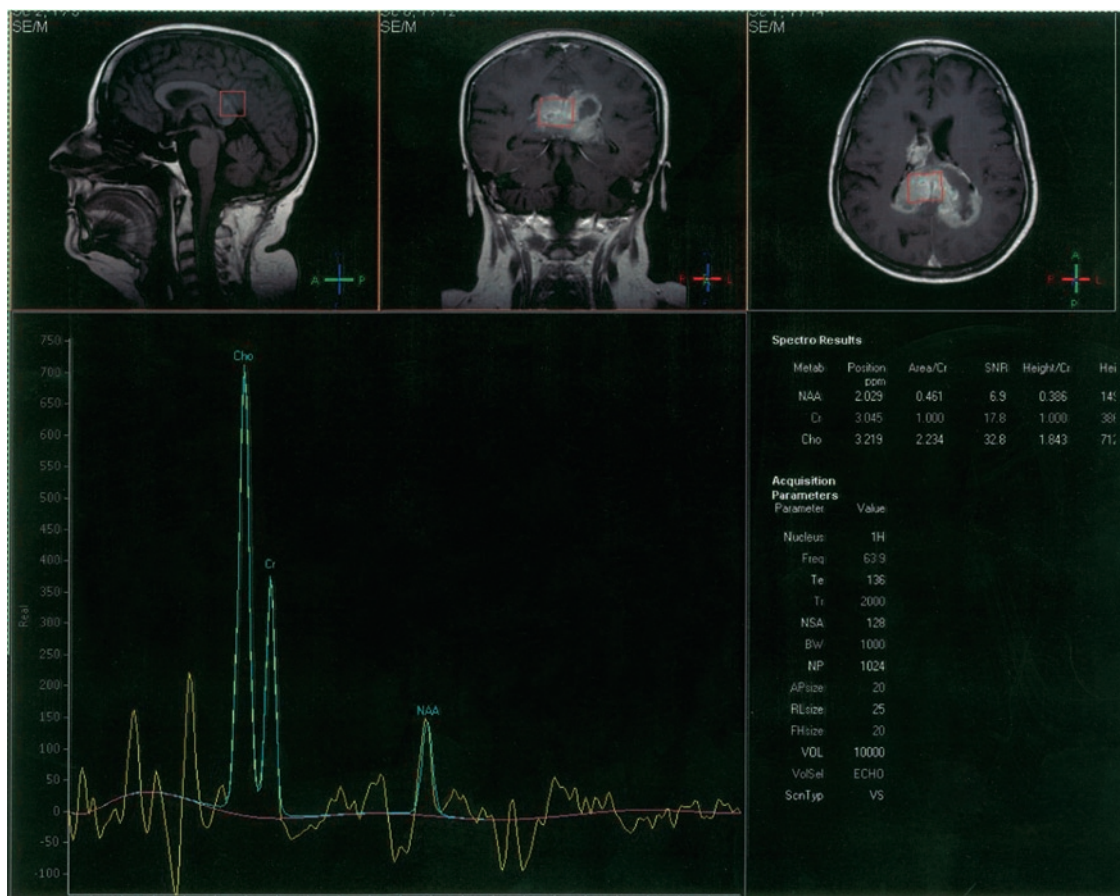 SE/M
SE/M
SE/M
A P
R A L
A
R L
P
750
700
650
600
550
500
450
400
350
300
250
200
150
100
50
0
-50
-100
Real
Cho
Cr
NAA
Spectro Results
Metab Position ppm Area/Cr SNR Height/Cr Hei
NAA 2.029 0.461 6.9 0.386 149
Cr 3.045 1.000 17.8 1.000
Cho 3.219 2.234 32.8 1.843 712
Acquisition
Parameters
Parameter Value
Nucleus 1H
Freq 63.9
Te 136
Tr 2000
NSA 128
BW 1000
NP 1024
APsize 20
RLsize 25
FHsize 20
VOL 10000
VolSel ECHO
ScnTyp VS